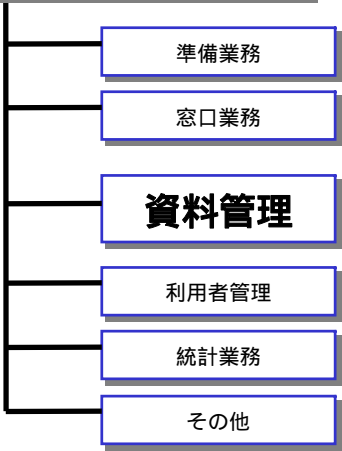 準備業務
窓口業務
資料管理
利用者管理
統計業務
その他